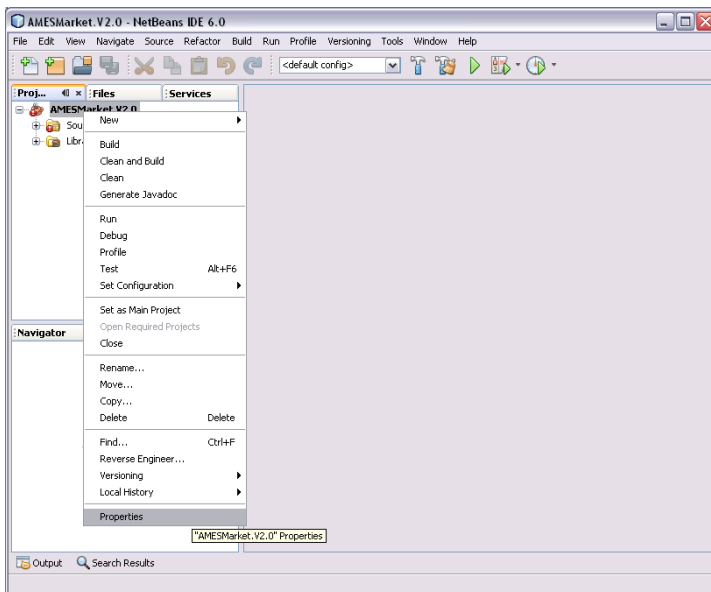 AMESMarket.V2.0 - NetBeans IDE 6.0
File Edit View Navigate Source Refactor Build Run Profile Versioning Tools Window Help
<default config>
Proj... Files Services
AMESMarket.V2.0
Sou
Libr
New
Build
Clean and Build
Clean
Generate Javadoc
Run
Debug
Profile
Test Alt+F6
Set Configuration
Set as Main Project
Open Required Projects
Close
Navigator
Rename...
Move...
Copy...
Delete Delete
Find... Ctrl+F
Reverse Engineer...
Versioning
Local History
Properties
"AMESMarket.V2.0" Properties
Output Search Results